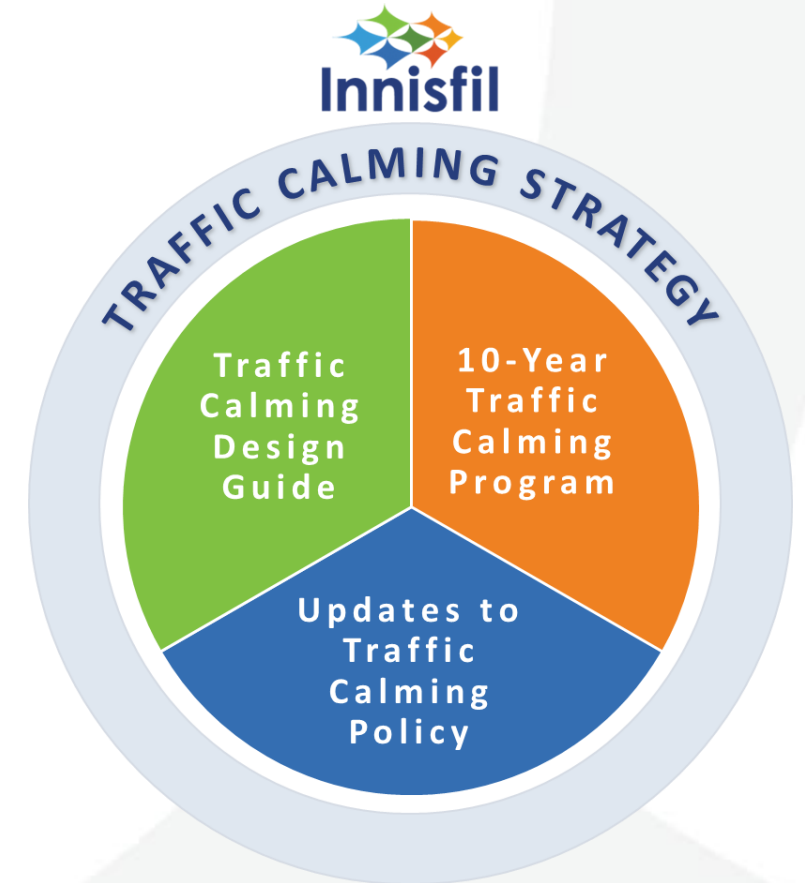 Innisfil
TRAFFIC CALMING STRATEGY
Traffic
Calming
Design
Guide
10-Year
Traffic
Calming
Program
Updates to
Traffic
Calming
Policy